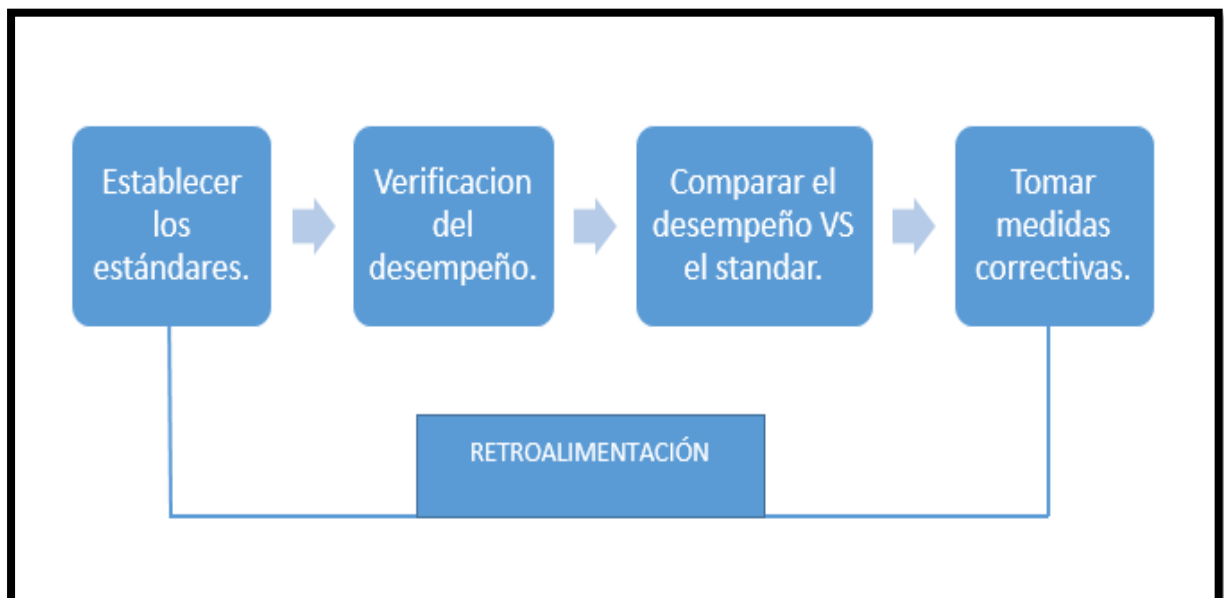 Establecer
los
estándares.
Verificacion
del
desempeño.
Comparar el
desempeño VS
el standar.
Tomar
medidas
correctivas.
RETROALIMENTACIÓN